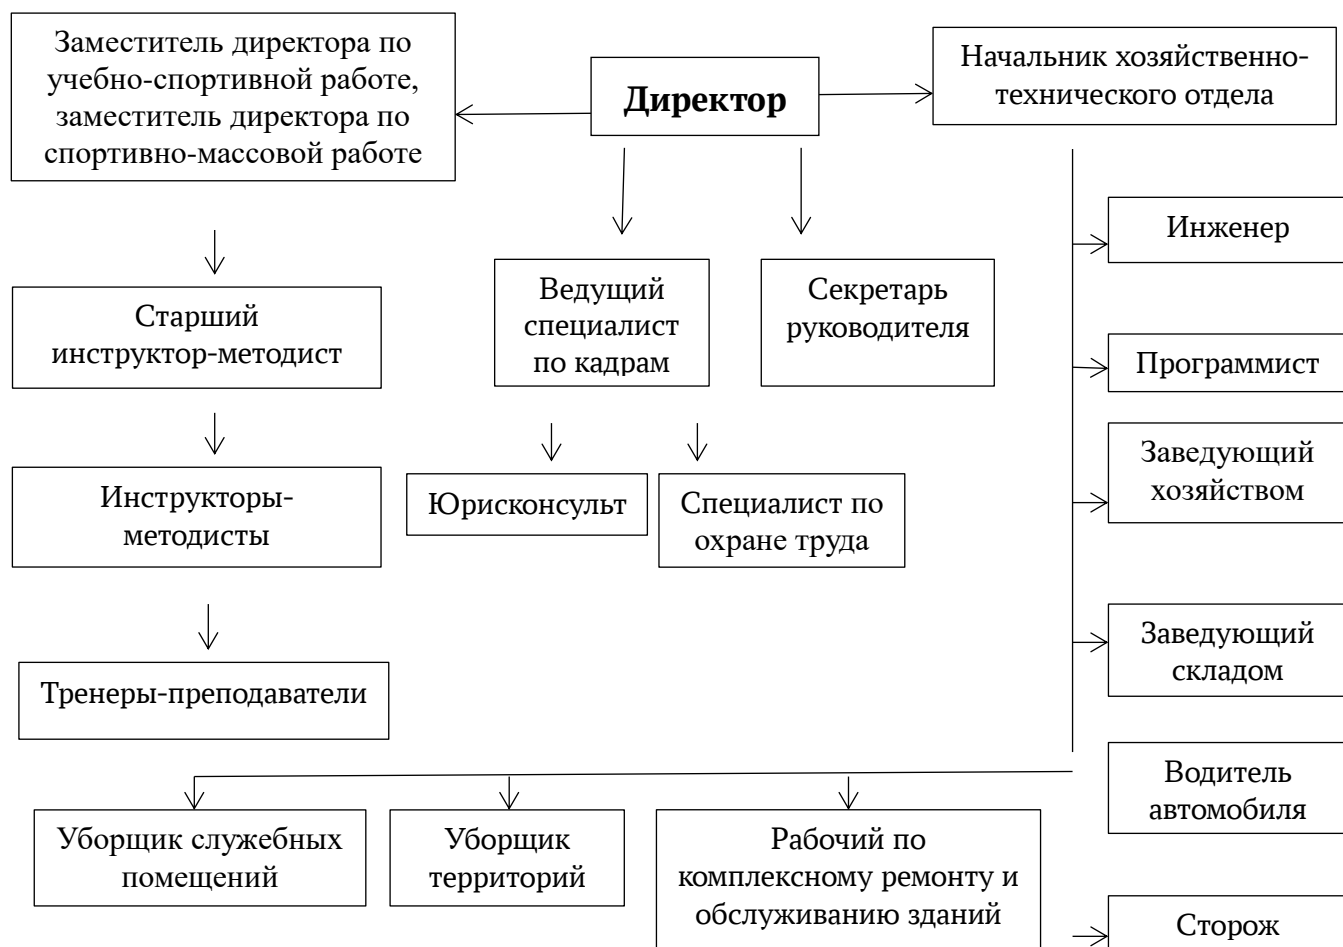 Заместитель директора по
учебно-спортивной работе,
заместитель директора по
спортивно-массовой работе
Директор
Начальник хозяйственно-
технического отдела
Инженер
Ведущий
специалист
по кадрам
Секретарь
руководителя
Старший
инструктор-методист
Программист
Заведующий
хозяйством
Инструкторы-
методисты
Юрисконсульт
Специалист по
охране труда
Заведующий
складом
Тренеры-преподаватели
Водитель
автомобиля
Уборщик служебных
помещений
Уборщик
территорий
Рабочий по
комплексному ремонту и
обслуживанию зданий
Сторож